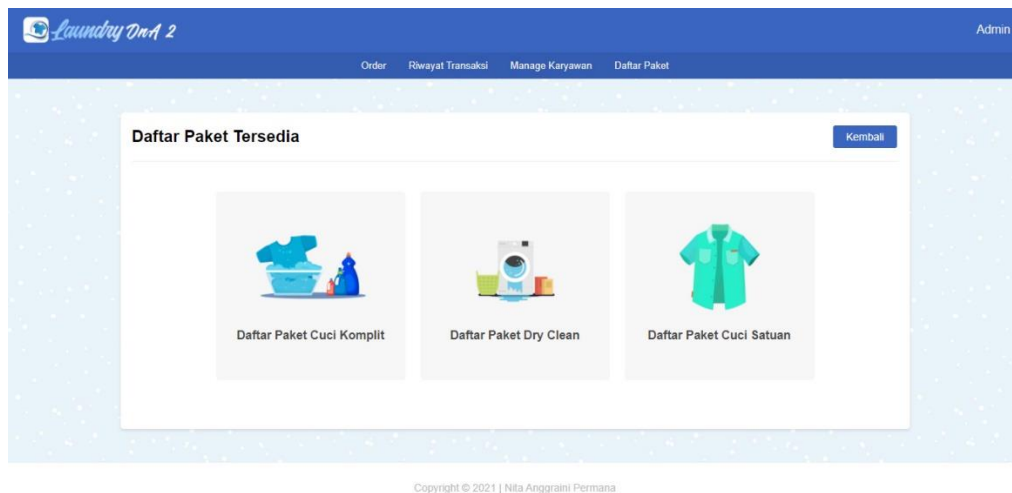 Laundry DnA 2
Admin
Order Riwayat Transaksi Manage Karyawan Daftar Paket
Daftar Paket Tersedia
Kembali
Daftar Paket Cuci Komplit
Daftar Paket Dry Clean
Daftar Paket Cuci Satuan
Copyright © 2021 | Nita Anggraini Permana